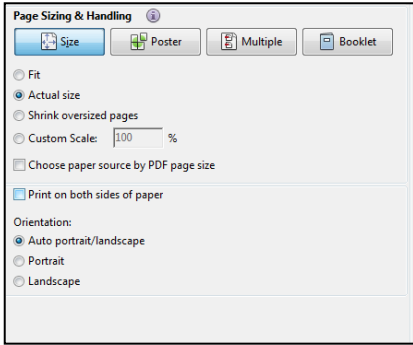 Page Sizing & Handling
Size Poster Multiple Booklet
Fit
Actual size
Shrink oversized pages
Custom Scale: 100 %
Choose paper source by PDF page size
Print on both sides of paper
Orientation:
Auto portrait/landscape
Portrait
Landscape